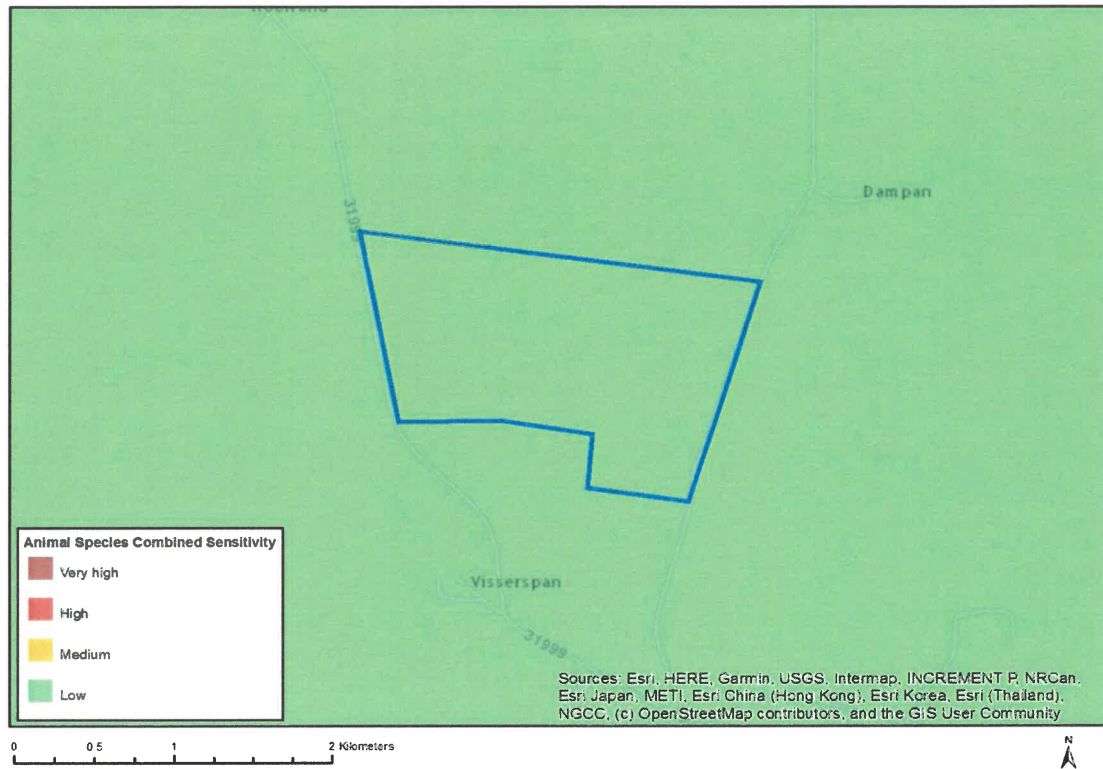 Dampan
31999
Visserspan
31999
Animal Species Combined Sensitivity
Very high
High
Medium
Low
Sources: Esri, HERE, Garmin, USGS, Intermap, INCREMENT P, NRCan,
Esri Japan, METI, Esri China (Hong Kong), Esri Korea, Esri (Thailand),
NGCC, (c) OpenStreetMap contributors, and the GIS User Community
0 0.5 1 2 Kilometers
N